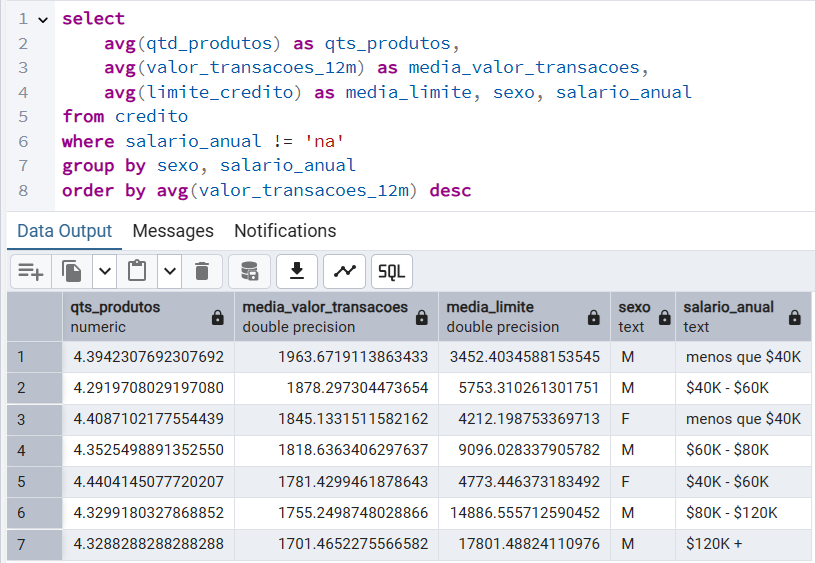 1 select
2 avg(qtd_produtos) as qts_produtos,
3 avg(valor_transacoes_12m) as media_valor_transacoes,
4 avg(limite_credito) as media_limite, sexo, salario_anual
5 from credito
6 where salario_anual != 'na'
7 group by sexo, salario_anual
8 order by avg(valor_transacoes_12m) desc
Data Output Messages Notifications
SQL
qts_produtos media_valor_transacoes media_limite sexo salario_anual
numeric double precision double precision text text
1 4.3942307692307692 1963.6719113863433 3452.4034588153545 M menos que $40K
2 4.2919708029197080 1878.297304473654 5753.310261301751 M $40K - $60K
3 4.4087102177554439 1845.1331511582162 4212.198753369713 F menos que $40K
4 4.3525498891352550 1818.6363406297637 9096.028337905782 M $60K - $80K
5 4.4404145077720207 1781.4299461878643 4773.446373183492 F $40K - $60K
6 4.3299180327868852 1755.2498748028866 14886.555712590452 M $80K - $120K
7 4.3288288288288288 1701.4652275566582 17801.48824110976 M $120K +